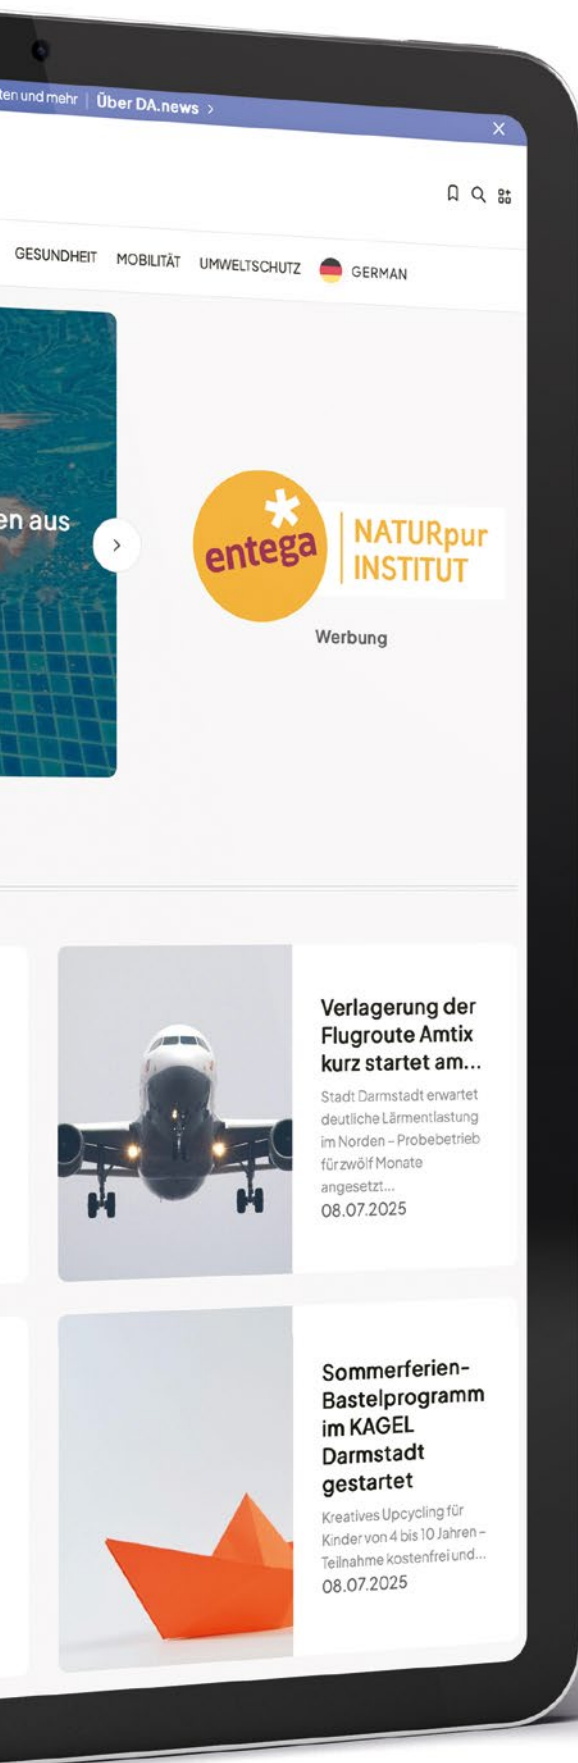 ten und mehr | Über DA.news >
GESUNDHEIT MOBILITÄT UMWELTSCHUTZ GERMAN
en aus
entega
NATURpur
INSTITUT
Werbung
Verlagerung der
Flugroute Amtix
kurz startet am...
Stadt Darmstadt erwartet
deutliche Lärmentlastung
im Norden – Probebetrieb
für zwölf Monate
angesetzt...
08.07.2025
Sommerferien-
Bastelprogramm
im KAGEL
Darmstadt
gestartet
Kreatives Upcycling für
Kinder von 4 bis 10 Jahren –
Teilnahme kostenfrei und...
08.07.2025